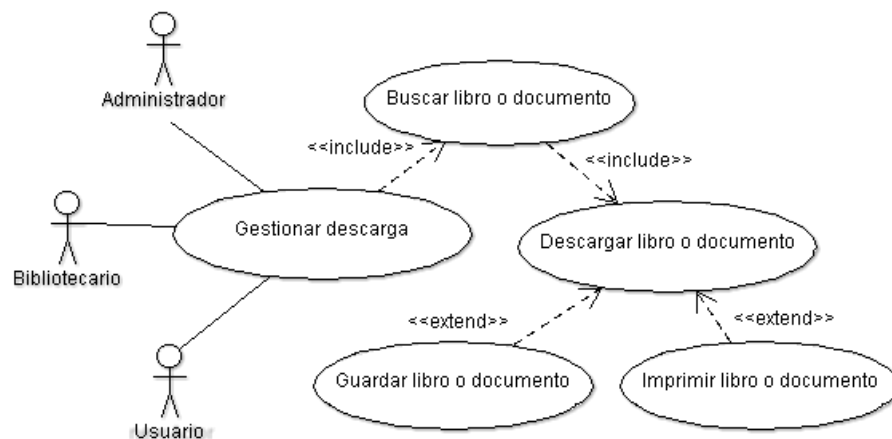 Administrador
Buscar libro o documento
<<include>>
<<include>>
Gestionar descarga
Descargar libro o documento
Bibliotecario
<<extend>>
<<extend>>
Guardar libro o documento
Imprimir libro o documento
Usuario